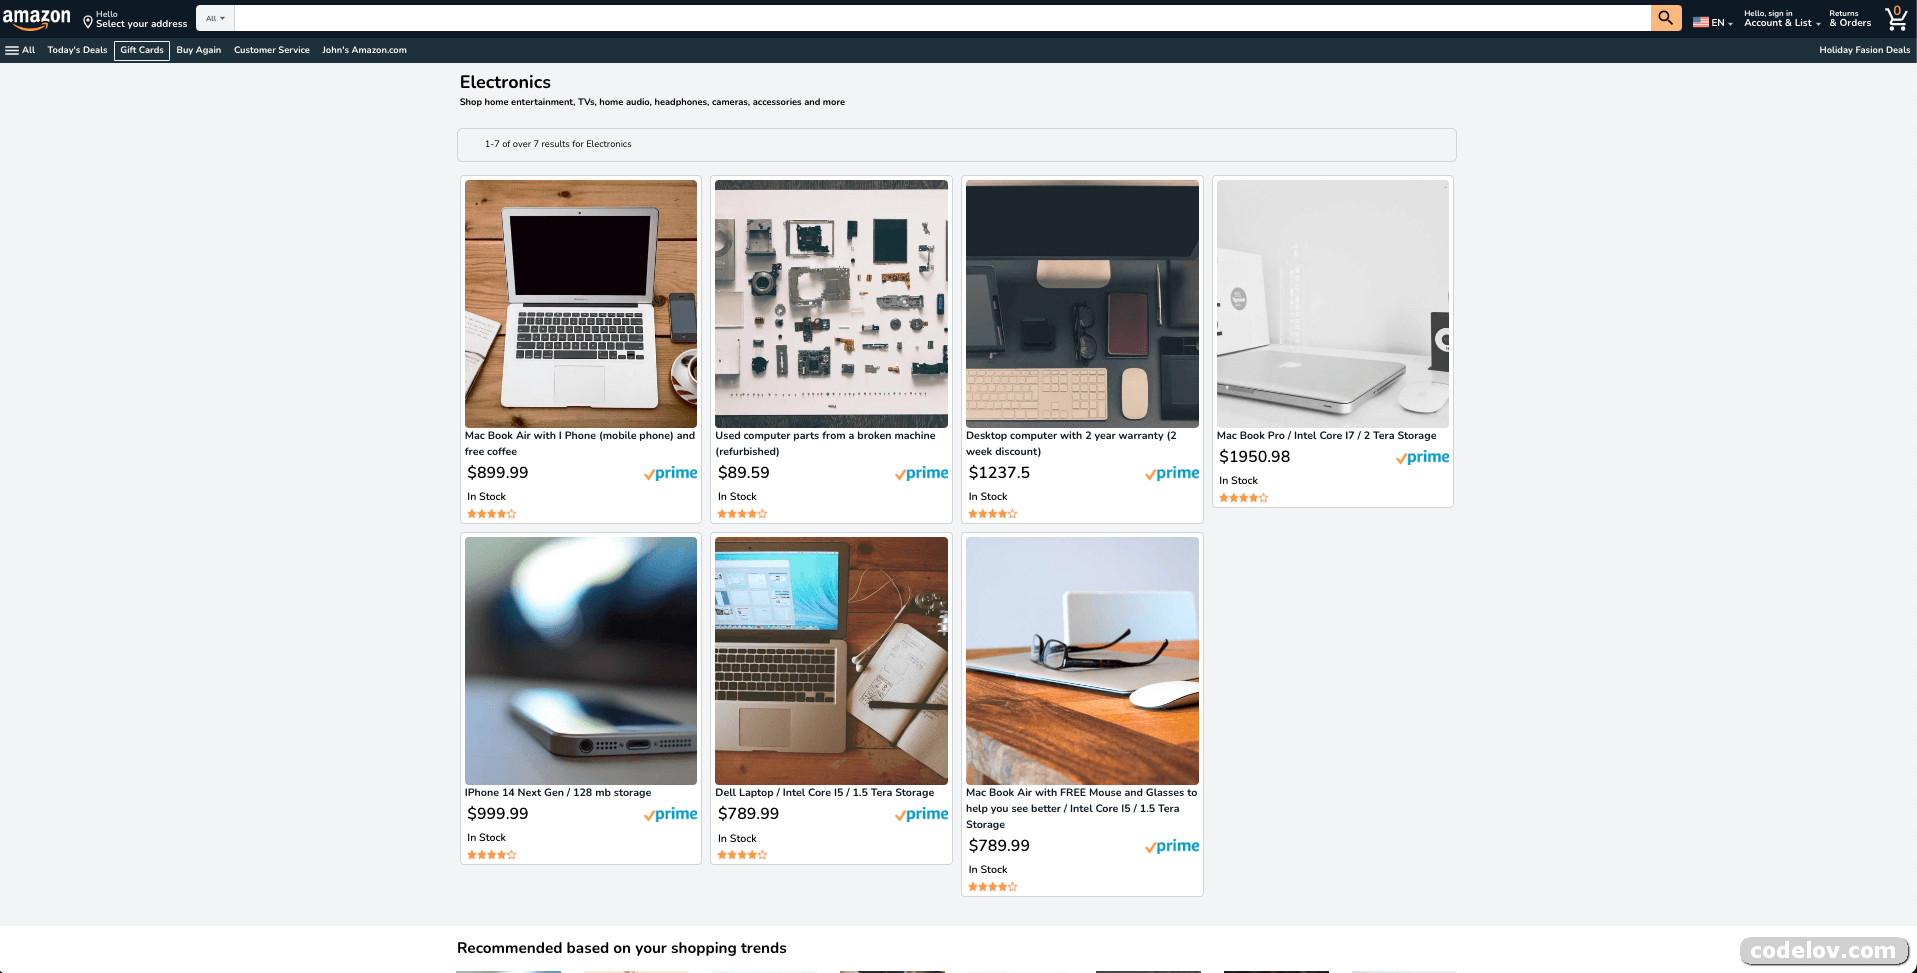 amazon
Hello
Select your address
All
EN
Hello, sign in
Account & List
Returns
& Orders
0
All
Today's Deals
Gift Cards
Buy Again
Customer Service
John's Amazon.com
Holiday Fasion Deals
Electronics
Shop home entertainment, TVs, home audio, headphones, cameras, accessories and more
1-7 of over 7 results for Electronics
Mac Book Air with I Phone (mobile phone) and
free coffee
$899.99
prime
In Stock
Used computer parts from a broken machine
(refurbished)
$89.59
prime
In Stock
Desktop computer with 2 year warranty (2
week discount)
$1237.5
prime
In Stock
Mac Book Pro / Intel Core I7 / 2 Tera Storage
$1950.98
prime
In Stock
IPhone 14 Next Gen / 128 mb storage
$999.99
prime
In Stock
Dell Laptop / Intel Core I5 / 1.5 Tera Storage
$789.99
prime
In Stock
Mac Book Air with FREE Mouse and Glasses to
help you see better / Intel Core I5 / 1.5 Tera
Storage
$789.99
prime
In Stock
Recommended based on your shopping trends
codelov.com